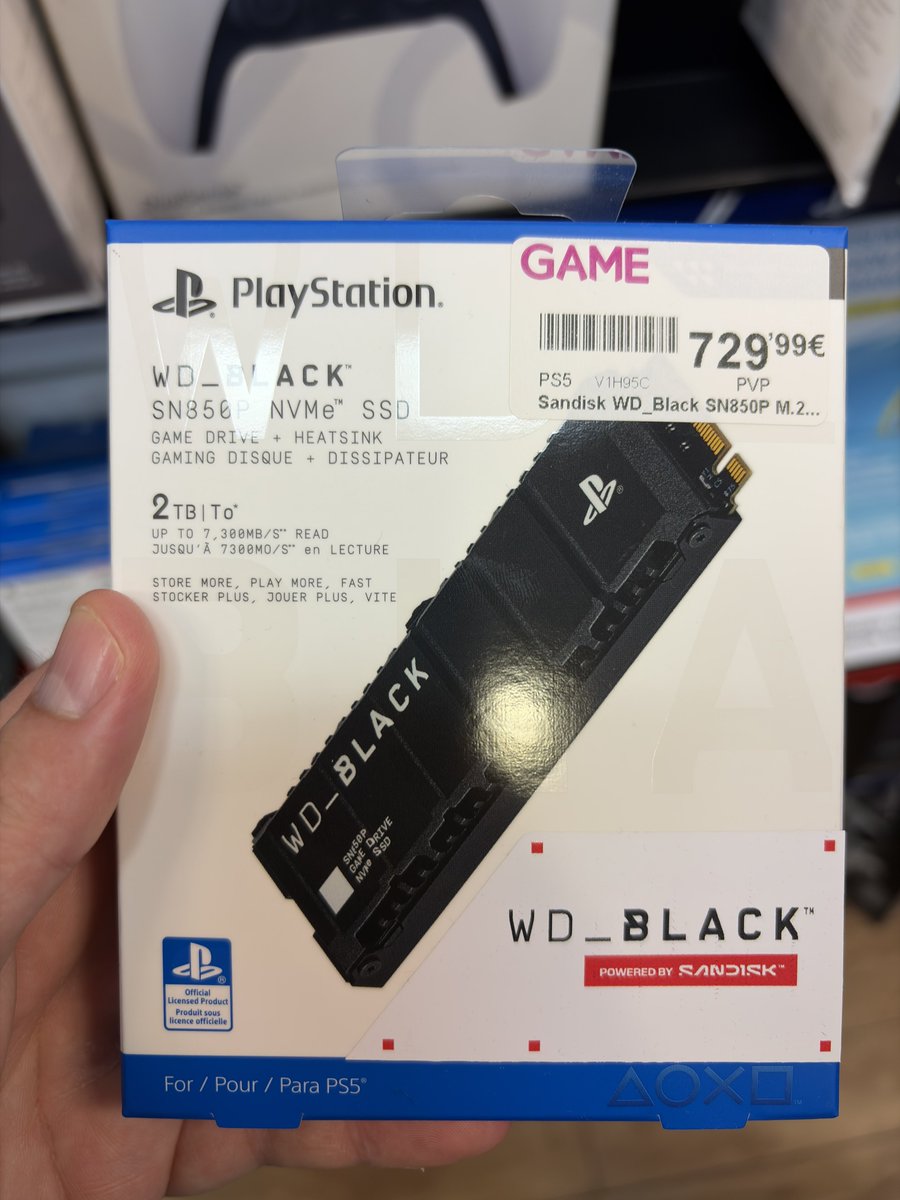 GAME
729'99€
PS5 V1H95C PVP
Sandisk WD_Black SN850P M.2...
PlayStation®
WD_BLACK™
SN850P NVMe™ SSD
GAME DRIVE + HEATSINK
GAMING DISQUE + DISSIPATEUR
2 TB|To*
UP TO 7,300MB/S** READ
JUSQU'À 7300MO/S** en LECTURE
STORE MORE, PLAY MORE, FAST
STOCKER PLUS, JOUER PLUS, VITE
WD_BLACK
SN850P
GAME DRIVE
NVMe SSD
WD_BLACK™
POWERED BY SANDISK™
Official
Licensed Product
Produit sous
licence officielle
For / Pour / Para PS5®